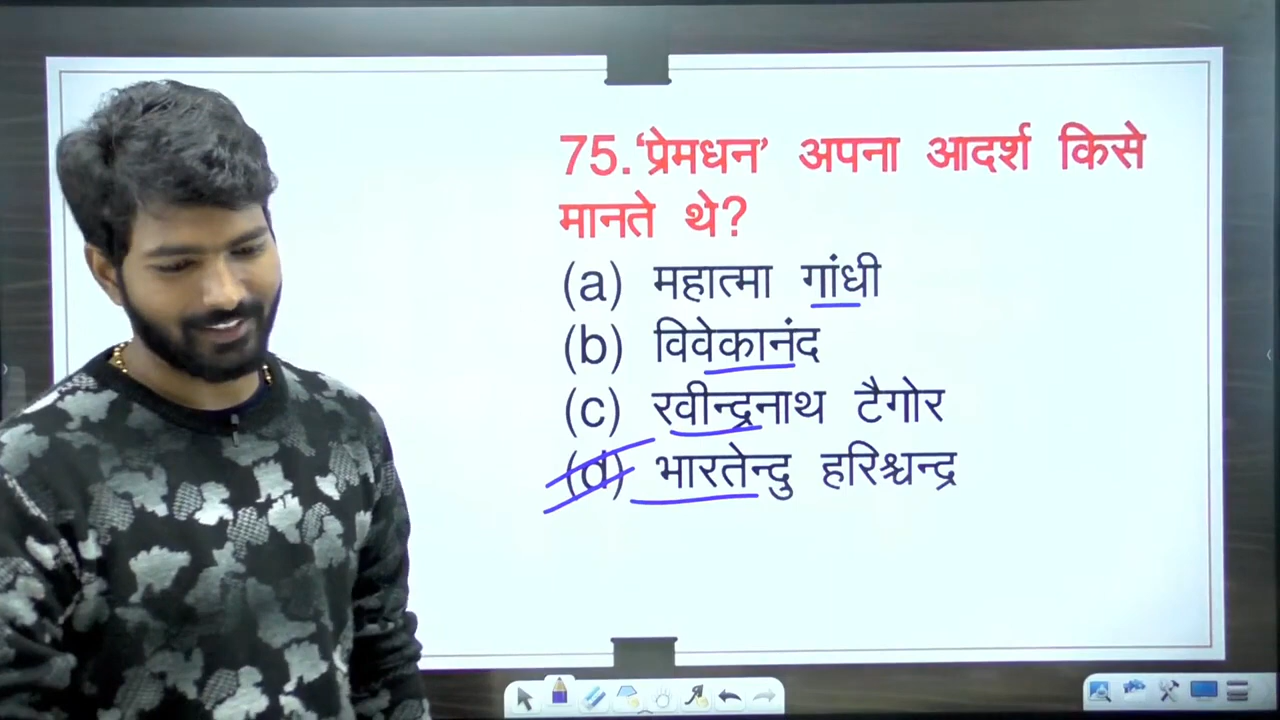 75. ‘प्रेमधन’ अपना आदर्श किसे
मानते थे?
(a) महात्मा गांधी
(b) विवेकानंद
(c) रवीन्द्रनाथ टैगोर
(d) भारतेन्दु हरिश्चन्द्र